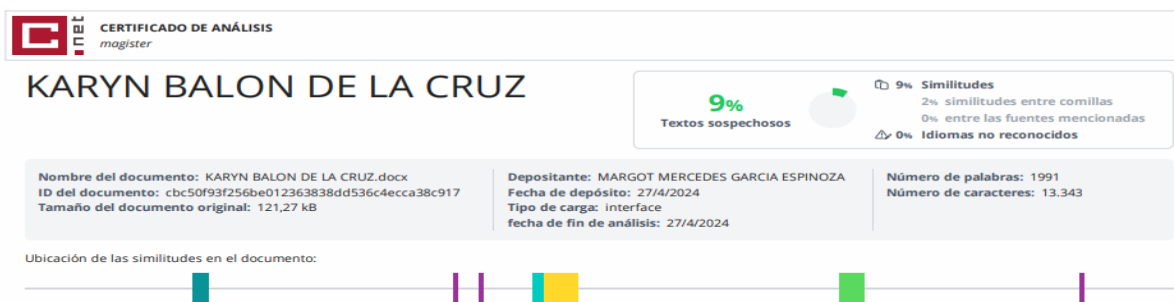 C
.net
CERTIFICADO DE ANÁLISIS
magister
KARYN BALON DE LA CRUZ
9%
Textos sospechosos
9% Similitudes
2% similitudes entre comillas
0% entre las fuentes mencionadas
0% Idiomas no reconocidos
Nombre del documento: KARYN BALON DE LA CRUZ.docx
ID del documento: cbc50f93f256be012363838dd536c4ecca38c917
Tamaño del documento original: 121,27 kB
Depositante: MARGOT MERCEDES GARCIA ESPINOZA
Fecha de depósito: 27/4/2024
Tipo de carga: interface
fecha de fin de análisis: 27/4/2024
Número de palabras: 1991
Número de caracteres: 13.343
Ubicación de las similitudes en el documento: